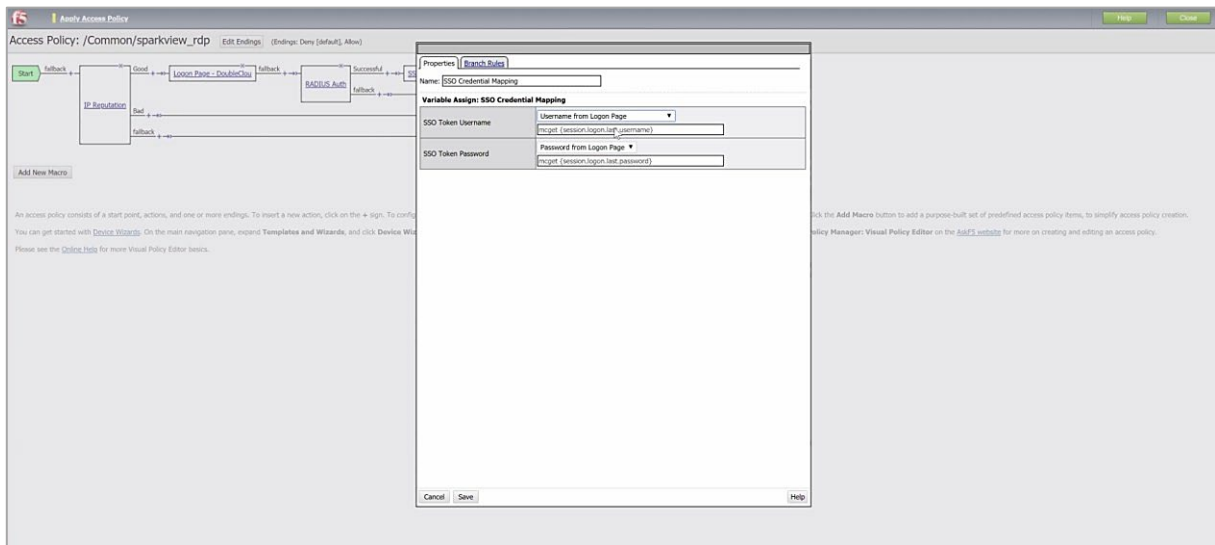 f5
Apply Access Policy
Help
Close
Access Policy: /Common/sparkview_rdp
Edit Endings
(Endings: Deny [default], Allow)
Start
fallback
IP Reputation
Good
Bad
fallback
Logon Page - DoubleClou
fallback
RADIUS Auth
Successful
fallback
SS
Add New Macro
An access policy consists of a start point, actions, and one or more endings. To insert a new action, click on the + sign. To config
You can get started with Device Wizards. On the main navigation pane, expand Templates and Wizards, and click Device Wiz
Please see the Online Help for more Visual Policy Editor basics.
Properties
Branch Rules
Name: SSO Credential Mapping
Variable Assign: SSO Credential Mapping
SSO Token Username
Username from Logon Page
mcget {session.logon.last.username}
SSO Token Password
Password from Logon Page
mcget {session.logon.last.password}
Cancel
Save
Help
lick the Add Macro button to add a purpose-built set of predefined access policy items, to simplify access policy creation.
olicy Manager: Visual Policy Editor on the AskF5 website for more on creating and editing an access policy.